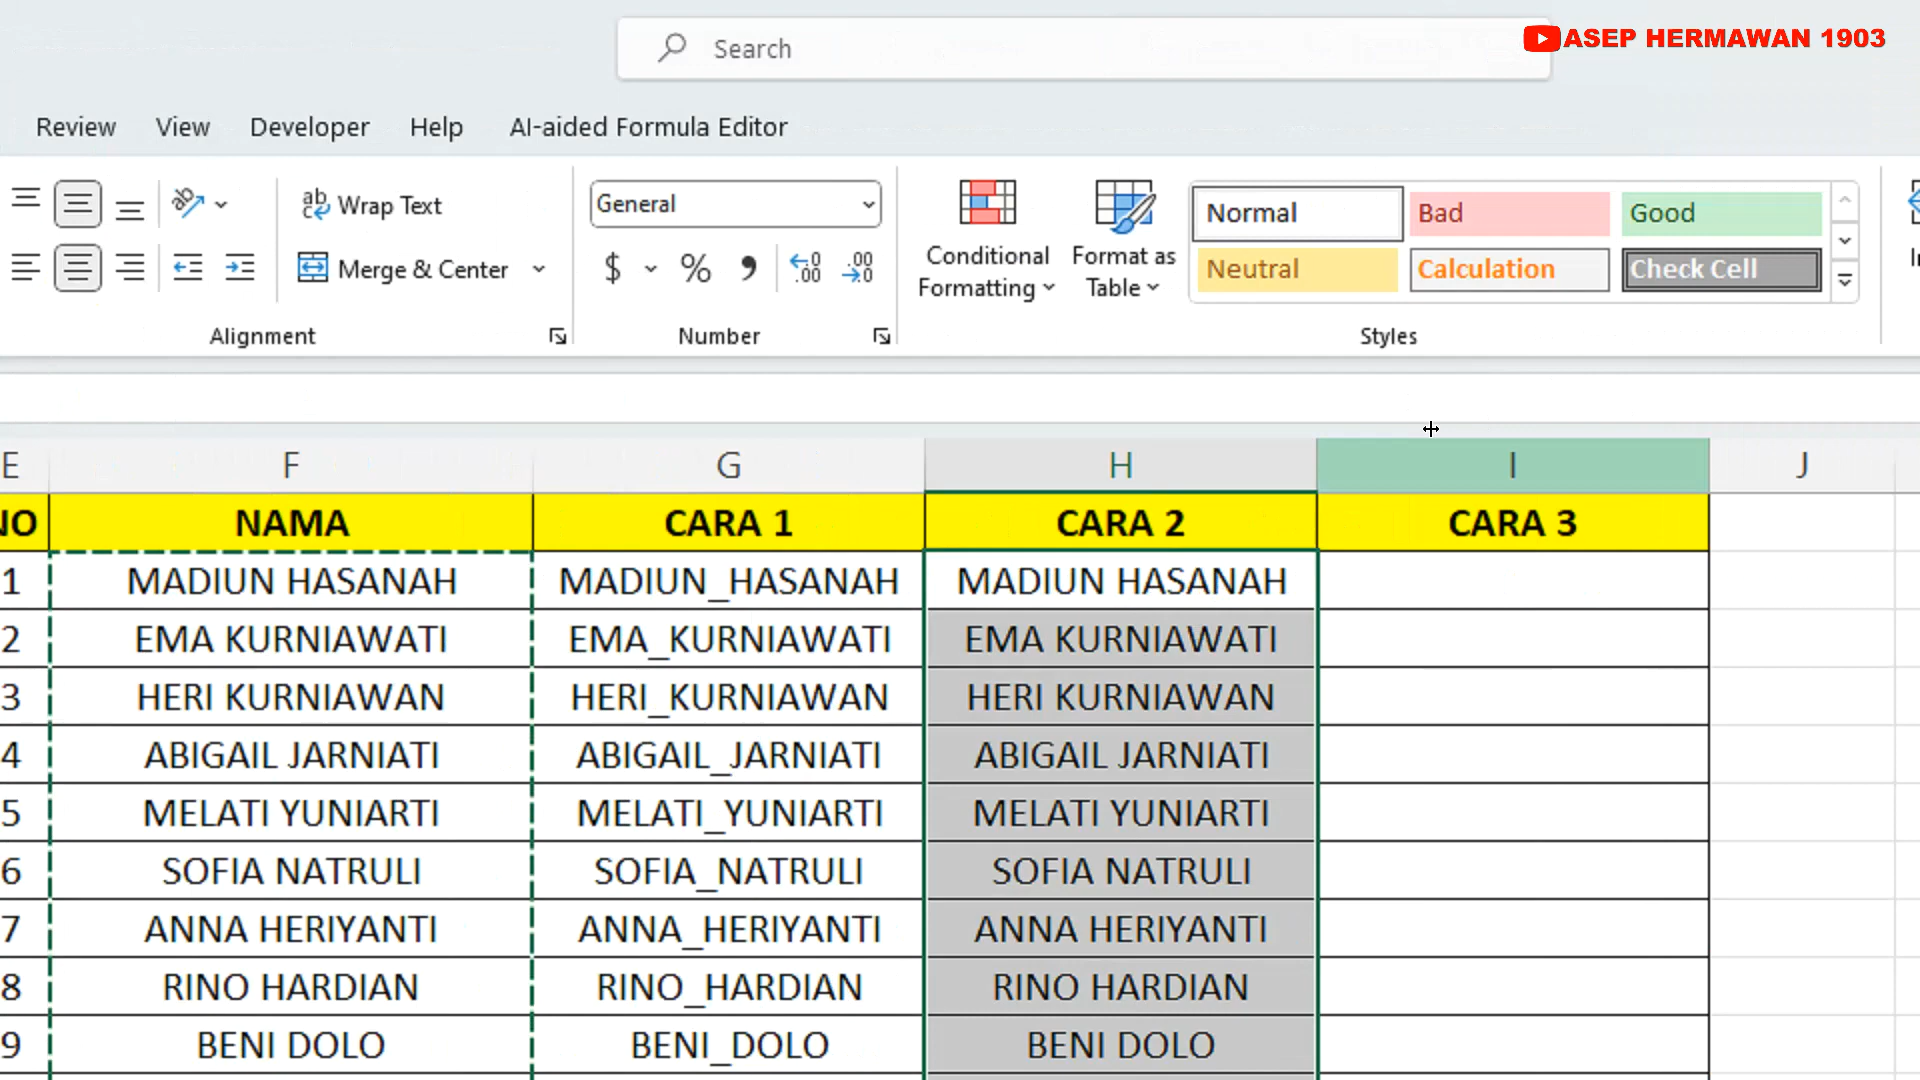 Search
ASEP HERMAWAN 1903
Review View Developer Help AI-aided Formula Editor
Wrap Text
General
Merge & Center
Conditional Formatting
Format as Table
Normal Bad Good
Neutral Calculation Check Cell
Alignment Number Styles
E F G H I J
NO NAMA CARA 1 CARA 2 CARA 3
1 MADIUN HASANAH MADIUN_HASANAH MADIUN HASANAH
2 EMA KURNIAWATI EMA_KURNIAWATI EMA KURNIAWATI
3 HERI KURNIAWAN HERI_KURNIAWAN HERI KURNIAWAN
4 ABIGAIL JARNIATI ABIGAIL_JARNIATI ABIGAIL JARNIATI
5 MELATI YUNIARTI MELATI_YUNIARTI MELATI YUNIARTI
6 SOFIA NATRULI SOFIA_NATRULI SOFIA NATRULI
7 ANNA HERIYANTI ANNA_HERIYANTI ANNA HERIYANTI
8 RINO HARDIAN RINO_HARDIAN RINO HARDIAN
9 BENI DOLO BENI_DOLO BENI DOLO